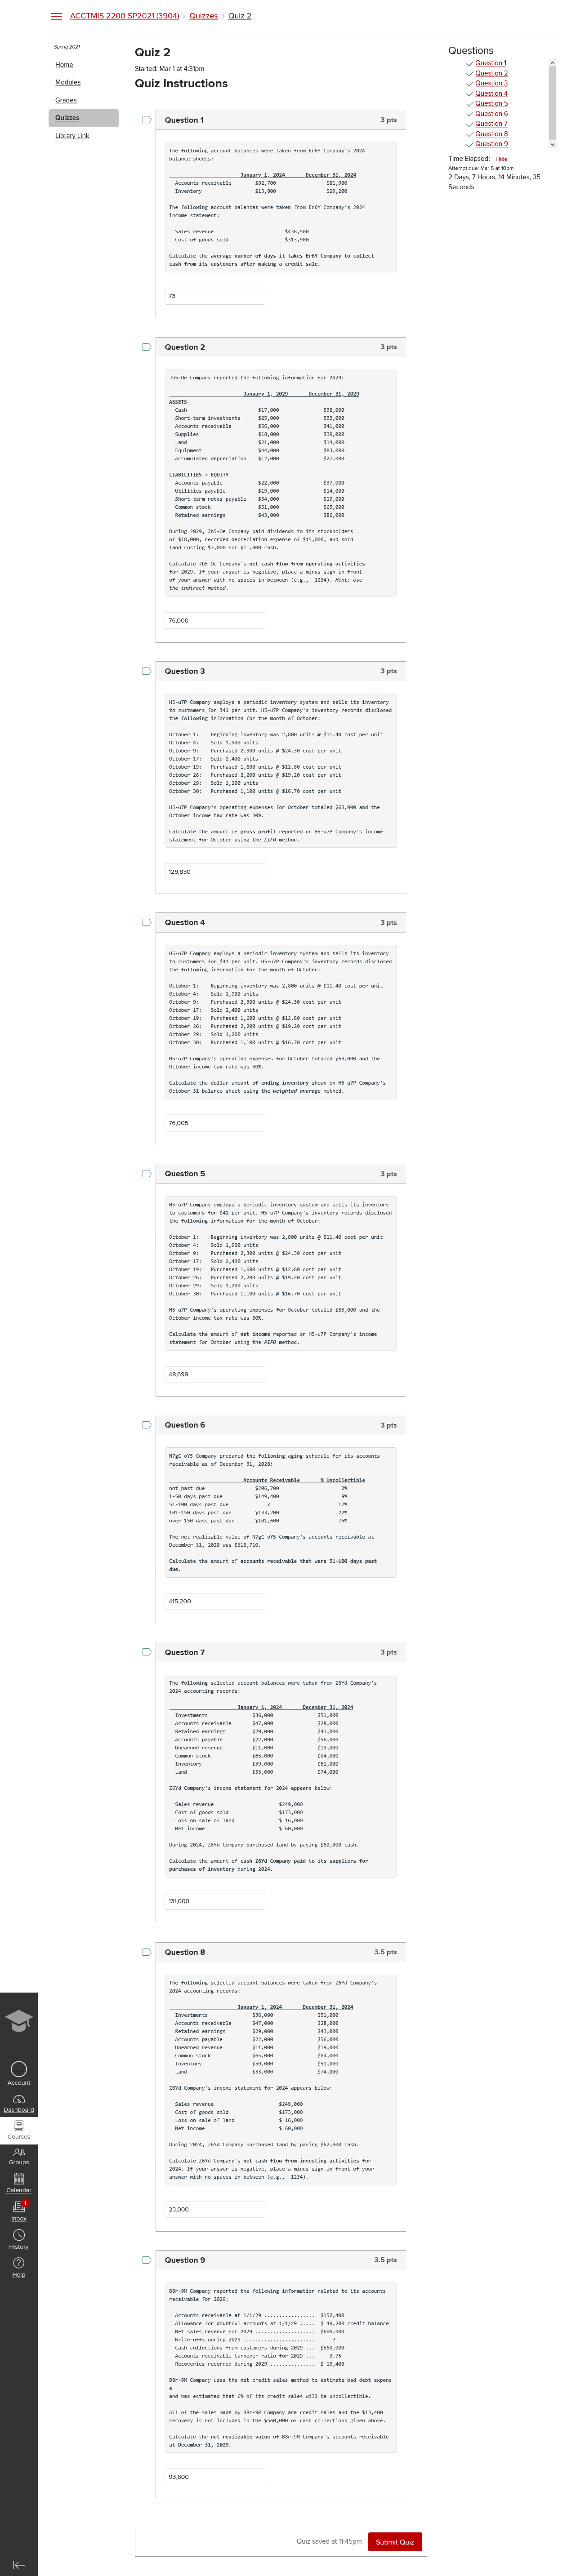 ACCTMIS 2200 SP2021 (3904) › Quizzes › Quiz 2
Spring 2021
Home
Modules
Grades
Quizzes
Library Link
Quiz 2
Started: Mar 1 at 4:31pm
Quiz Instructions
Questions
Question 1
Question 2
Question 3
Question 4
Question 5
Question 6
Question 7
Question 8
Question 9
Time Elapsed: Hide
Attempt due: Mar 5 at 10pm
2 Days, 7 Hours, 14 Minutes, 35
Seconds
Question 1 3 pts
The following account balances were taken from Er6Y Company's 2024
balance sheets:
January 1, 2024 December 31, 2024
Accounts receivable $92,700 $81,900
Inventory $13,800 $29,200
The following account balances were taken from Er6Y Company's 2024
income statement:
Sales revenue $436,500
Cost of goods sold $313,900
Calculate the average number of days it takes Er6Y Company to collect
cash from its customers after making a credit sale.
73
Question 2 3 pts
Jb5-Oe Company reported the following information for 2029:
January 1, 2029 December 31, 2029
ASSETS
Cash $17,000 $38,000
Short-term investments $25,000 $33,000
Accounts receivable $56,000 $41,000
Supplies $18,000 $39,000
Land $21,000 $14,000
Equipment $44,000 $83,000
Accumulated depreciation $12,000 $27,000
LIABILITIES + EQUITY
Accounts payable $22,000 $37,000
Utilities payable $19,000 $14,000
Short-term notes payable $34,000 $19,000
Common stock $51,000 $65,000
Retained earnings $43,000 $86,000
During 2029, Jb5-Oe Company paid dividends to its stockholders
of $18,000, recorded depreciation expense of $15,000, and sold
land costing $7,000 for $11,000 cash.
Calculate Jb5-Oe Company's net cash flow from operating activities
for 2029. If your answer is negative, place a minus sign in front
of your answer with no spaces in between (e.g., -1234). Hint: Use
the indirect method.
76,000
Question 3 3 pts
H5-u7P Company employs a periodic inventory system and sells its inventory
to customers for $41 per unit. H5-u7P Company's inventory records disclosed
the following information for the month of October:
October 1: Beginning inventory was 2,800 units @ $11.40 cost per unit
October 4: Sold 1,900 units
October 9: Purchased 2,300 units @ $24.30 cost per unit
October 17: Sold 2,400 units
October 19: Purchased 1,600 units @ $12.80 cost per unit
October 26: Purchased 1,200 units @ $19.20 cost per unit
October 29: Sold 1,200 units
October 30: Purchased 1,100 units @ $16.70 cost per unit
H5-u7P Company's operating expenses for October totaled $63,000 and the
October income tax rate was 30%.
Calculate the amount of gross profit reported on H5-u7P Company's income
statement for October using the LIFO method.
129,830
Question 4 3 pts
H5-u7P Company employs a periodic inventory system and sells its inventory
to customers for $41 per unit. H5-u7P Company's inventory records disclosed
the following information for the month of October:
October 1: Beginning inventory was 2,800 units @ $11.40 cost per unit
October 4: Sold 1,900 units
October 9: Purchased 2,300 units @ $24.30 cost per unit
October 17: Sold 2,400 units
October 19: Purchased 1,600 units @ $12.80 cost per unit
October 26: Purchased 1,200 units @ $19.20 cost per unit
October 29: Sold 1,200 units
October 30: Purchased 1,100 units @ $16.70 cost per unit
H5-u7P Company's operating expenses for October totaled $63,000 and the
October income tax rate was 30%.
Calculate the dollar amount of ending inventory shown on H5-u7P Company's
October 31 balance sheet using the weighted average method.
76,005
Question 5 3 pts
H5-u7P Company employs a periodic inventory system and sells its inventory
to customers for $41 per unit. H5-u7P Company's inventory records disclosed
the following information for the month of October:
October 1: Beginning inventory was 2,800 units @ $11.40 cost per unit
October 4: Sold 1,900 units
October 9: Purchased 2,300 units @ $24.30 cost per unit
October 17: Sold 2,400 units
October 19: Purchased 1,600 units @ $12.80 cost per unit
October 26: Purchased 1,200 units @ $19.20 cost per unit
October 29: Sold 1,200 units
October 30: Purchased 1,100 units @ $16.70 cost per unit
H5-u7P Company's operating expenses for October totaled $63,000 and the
October income tax rate was 30%.
Calculate the amount of net income reported on H5-u7P Company's income
statement for October using the FIFO method.
48,699
Question 6 3 pts
N7gC-oY5 Company prepared the following aging schedule for its accounts
receivable as of December 31, 2028:
Accounts Receivable % Uncollectible
not past due $206,700 2%
1-50 days past due $149,400 9%
51-100 days past due ? 17%
101-150 days past due $133,200 22%
over 150 days past due $101,600 75%
The net realizable value of N7gC-oY5 Company's accounts receivable at
December 31, 2028 was $618,710.
Calculate the amount of accounts receivable that were 51-100 days past
due.
415,200
Question 7 3 pts
The following selected account balances were taken from Z6Yd Company's
2024 accounting records:
January 1, 2024 December 31, 2024
Investments $36,000 $51,000
Accounts receivable $47,000 $28,000
Retained earnings $29,000 $43,000
Accounts payable $22,000 $56,000
Unearned revenue $11,000 $19,000
Common stock $65,000 $84,000
Inventory $59,000 $51,000
Land $33,000 $74,000
Z6Yd Company's income statement for 2024 appears below:
Sales revenue $249,000
Cost of goods sold $173,000
Loss on sale of land $ 16,000
Net income $ 60,000
During 2024, Z6Yd Company purchased land by paying $62,000 cash.
Calculate the amount of cash Z6Yd Company paid to its suppliers for
purchases of inventory during 2024.
131,000
Question 8 3.5 pts
The following selected account balances were taken from Z6Yd Company's
2024 accounting records:
January 1, 2024 December 31, 2024
Investments $36,000 $51,000
Accounts receivable $47,000 $28,000
Retained earnings $29,000 $43,000
Accounts payable $22,000 $56,000
Unearned revenue $11,000 $19,000
Common stock $65,000 $84,000
Inventory $59,000 $51,000
Land $33,000 $74,000
Z6Yd Company's income statement for 2024 appears below:
Sales revenue $249,000
Cost of goods sold $173,000
Loss on sale of land $ 16,000
Net income $ 60,000
During 2024, Z6Yd Company purchased land by paying $62,000 cash.
Calculate Z6Yd Company's net cash flow from investing activities for
2024. If your answer is negative, place a minus sign in front of your
answer with no spaces in between (e.g., -1234).
23,000
Question 9 3.5 pts
B8r-9M Company reported the following information related to its accounts
receivable for 2029:
Accounts receivable at 1/1/29 ................. $152,400
Allowance for doubtful accounts at 1/1/29 ..... $ 49,200 credit balance
Net sales revenue for 2029 .................... $600,000
Write-offs during 2029 ........................ ?
Cash collections from customers during 2029 ... $560,000
Accounts receivable turnover ratio for 2029 ... 3.75
Recoveries recorded during 2029 ............... $ 13,400
B8r-9M Company uses the net credit sales method to estimate bad debt expens
e
and has estimated that 6% of its credit sales will be uncollectible.
All of the sales made by B8r-9M Company are credit sales and the $13,400
recovery is not included in the $560,000 of cash collections given above.
Calculate the net realizable value of B8r-9M Company's accounts receivable
at December 31, 2029.
93,800
Quiz saved at 11:45pm
Submit Quiz
Account
Dashboard
Courses
Groups
Calendar
1
Inbox
History
Help